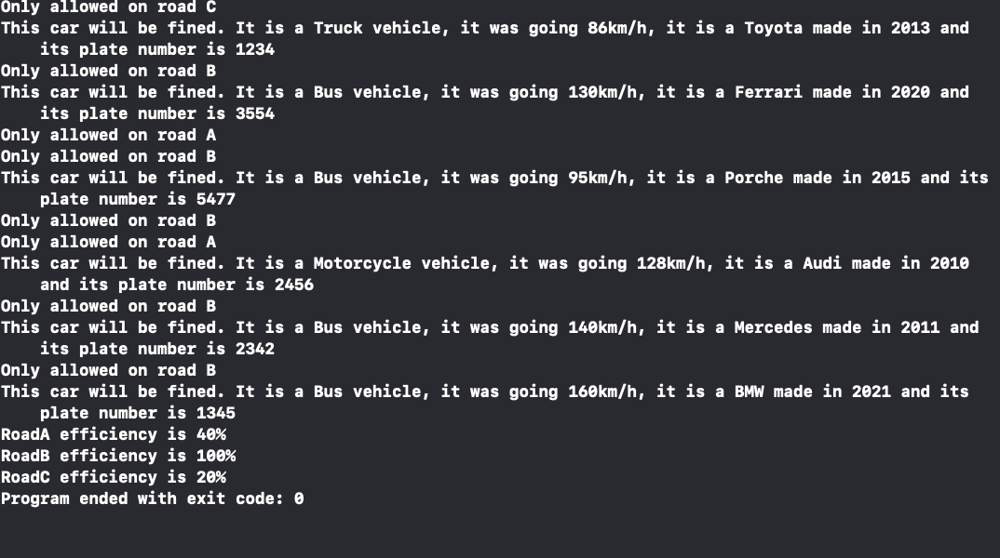 Only allowed on road C
This car will be fined. It is a Truck vehicle, it was going 86km/h, it is a Toyota made in 2013 and
its plate number is 1234
Only allowed on road B
This car will be fined. It is a Bus vehicle, it was going 130km/h, it is a Ferrari made in 2020 and
its plate number is 3554
Only allowed on road A
Only allowed on road B
This car will be fined. It is a Bus vehicle, it was going 95km/h, it is a Porche made in 2015 and its
plate number is 5477
Only allowed on road B
Only allowed on road A
This car will be fined. It is a Motorcycle vehicle, it was going 128km/h, it is a Audi made in 2010
and its plate number is 2456
Only allowed on road B
This car will be fined. It is a Bus vehicle, it was going 140km/h, it is a Mercedes made in 2011 and
its plate number is 2342
Only allowed on road B
This car will be fined. It is a Bus vehicle, it was going 160km/h, it is a BMW made in 2021 and its
plate number is 1345
RoadA efficiency is 40%
RoadB efficiency is 100%
RoadC efficiency is 20%
Program ended with exit code: 0